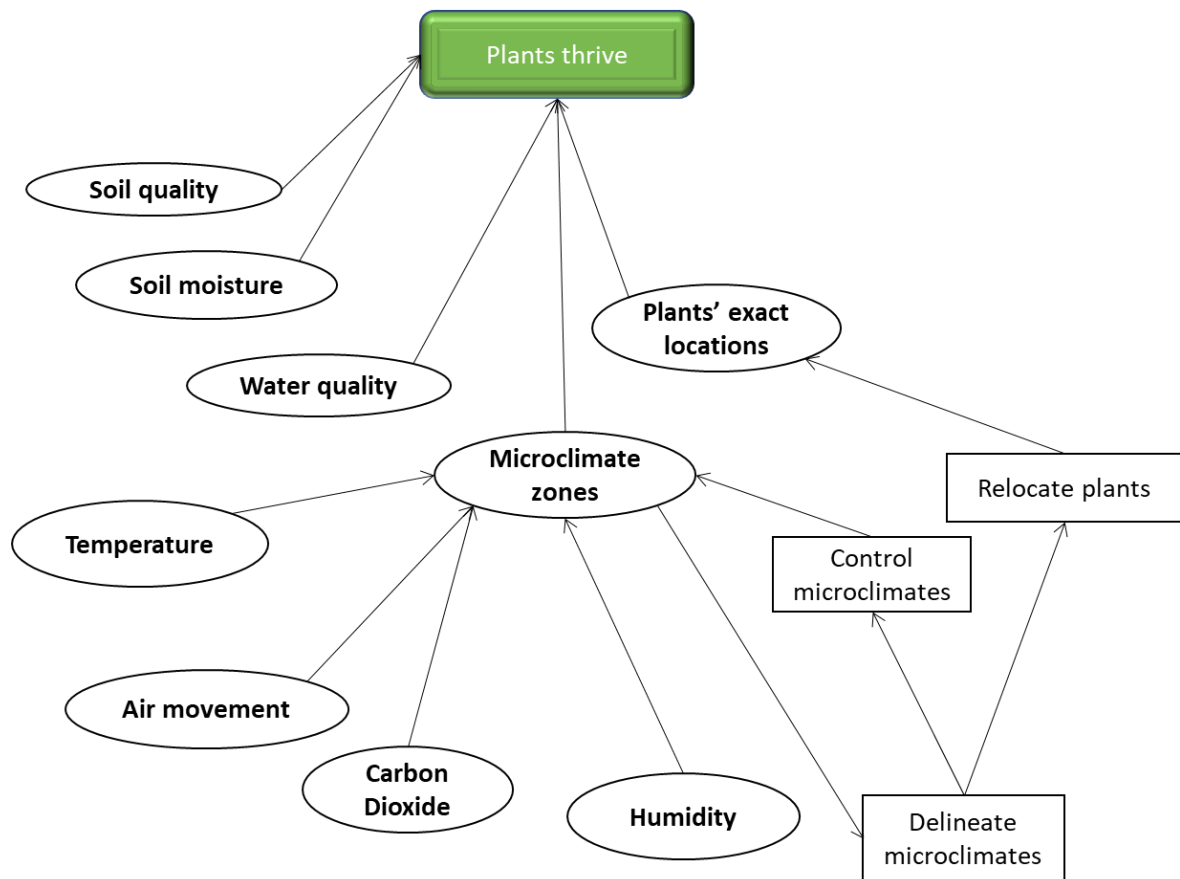 Plants thrive
Soil quality
Soil moisture
Plants’ exact
locations
Water quality
Microclimate
zones
Relocate plants
Temperature
Control
microclimates
Air movement
Carbon
Dioxide
Humidity
Delineate
microclimates